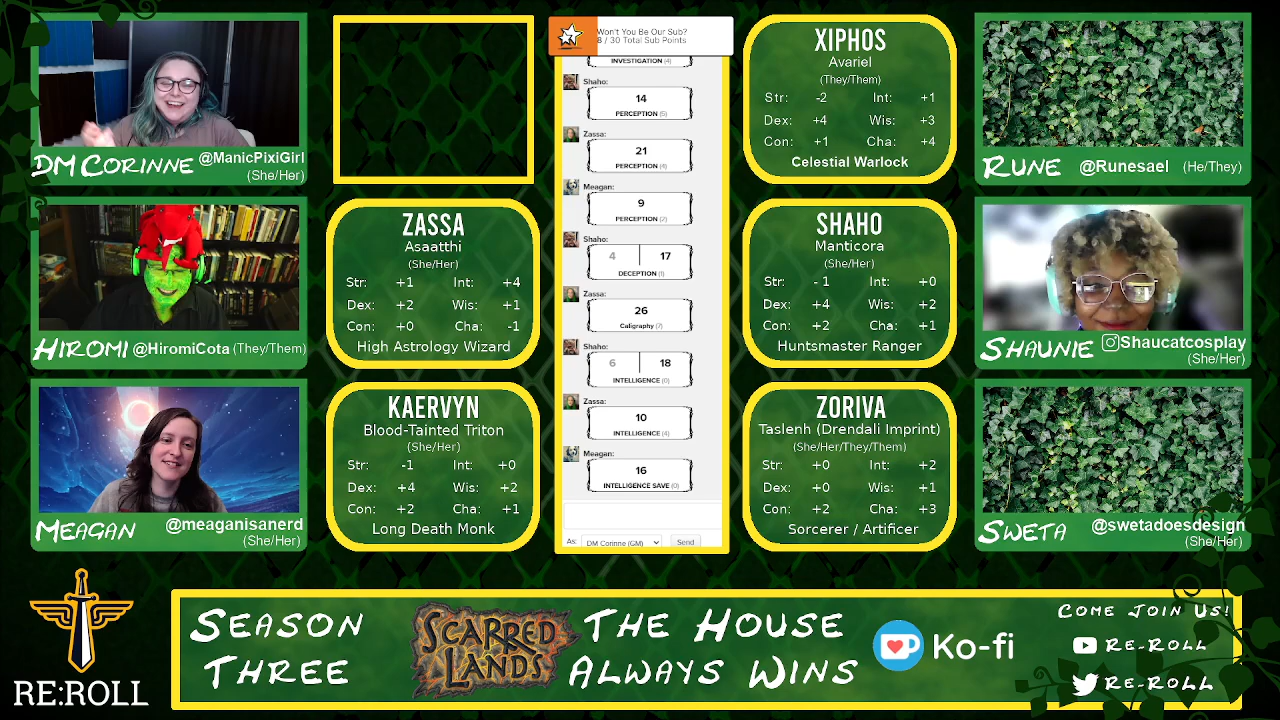 DM CORINNE @ManicPixiGirl
(She/Her)
HIROMI @HiromiCota (They/Them)
MEAGAN @meaganisanerd
(She/Her)
ZASSA
Asaatthi
(She/Her)
Str: +1 Int: +4
Dex: +2 Wis: +1
Con: +0 Cha: -1
High Astrology Wizard
KAERVYN
Blood-Tainted Triton
(She/Her)
Str: -1 Int: +0
Dex: +4 Wis: +2
Con: +2 Cha: +1
Long Death Monk
Won't You Be Our Sub?
8 / 30 Total Sub Points
INVESTIGATION (4)
Shaho:
14
PERCEPTION (5)
Zassa:
21
PERCEPTION (4)
Meagan:
9
PERCEPTION (2)
Shaho:
4 | 17
DECEPTION (1)
Zassa:
26
Caligraphy (7)
Shaho:
6 | 18
INTELLIGENCE (0)
Zassa:
10
INTELLIGENCE (4)
Meagan:
16
INTELLIGENCE SAVE (0)
As: DM Corinne (GM) Send
XIPHOS
Avariel
(They/Them)
Str: -2 Int: +1
Dex: +4 Wis: +3
Con: +1 Cha: +4
Celestial Warlock
SHAHO
Manticora
(She/Her)
Str: - 1 Int: +0
Dex: +4 Wis: +2
Con: +2 Cha: +1
Huntsmaster Ranger
ZORIVA
Taslenh (Drendali Imprint)
(She/Her/They/Them)
Str: +0 Int: +2
Dex: +0 Wis: +1
Con: +2 Cha: +3
Sorcerer / Artificer
RUNE @Runesael (He/They)
SHAUNIE Shaucatcosplay
(She/Her)
SWETA @swetadoesdesign
(She/Her)
RE:ROLL
SEASON
THREE
SCARRED
LANDS
THE HOUSE
ALWAYS WINS
Ko-fi
COME JOIN US!
RE-ROLL
RE-ROLL